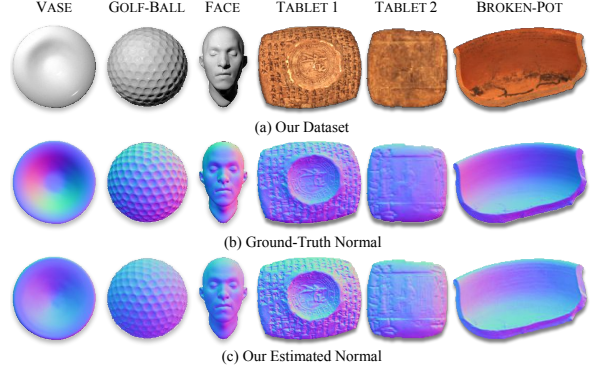 VASE GOLF-BALL FACE TABLET 1 TABLET 2 BROKEN-POT
(a) Our Dataset
(b) Ground-Truth Normal
(c) Our Estimated Normal